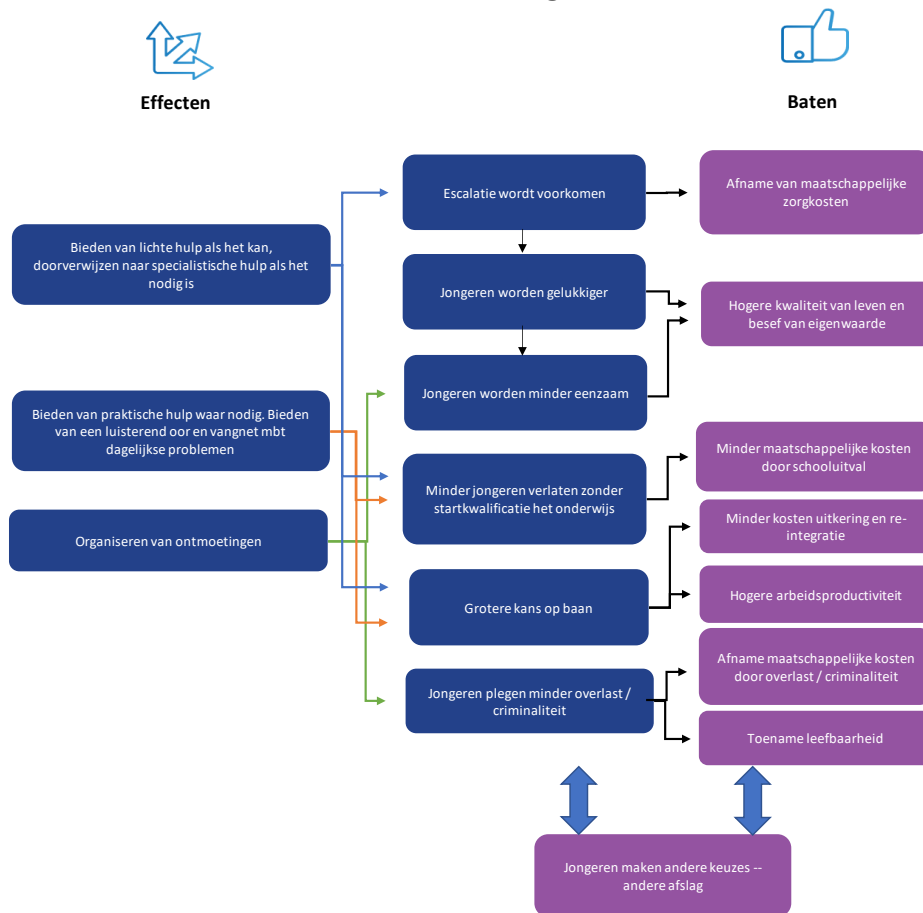 Effecten
Baten
Escalatie wordt voorkomen
Afname van maatschappelijke
zorgkosten
Bieden van lichte hulp als het kan,
doorverwijzen naar specialistische hulp als het
nodig is
Jongeren worden gelukkiger
Hogere kwaliteit van leven en
besef van eigenwaarde
Jongeren worden minder eenzaam
Bieden van praktische hulp waar nodig. Bieden
van een luisterend oor en vangnet mbt
dagelijkse problemen
Minder maatschappelijke kosten
door schooluitval
Minder jongeren verlaten zonder
startkwalificatie het onderwijs
Minder kosten uitkering en re-
integratie
Organiseren van ontmoetingen
Grotere kans op baan
Hogere arbeidsproductiviteit
Afname maatschappelijke kosten
door overlast / criminaliteit
Jongeren plegen minder overlast /
criminaliteit
Toename leefbaarheid
Jongeren maken andere keuzes --
andere afslag